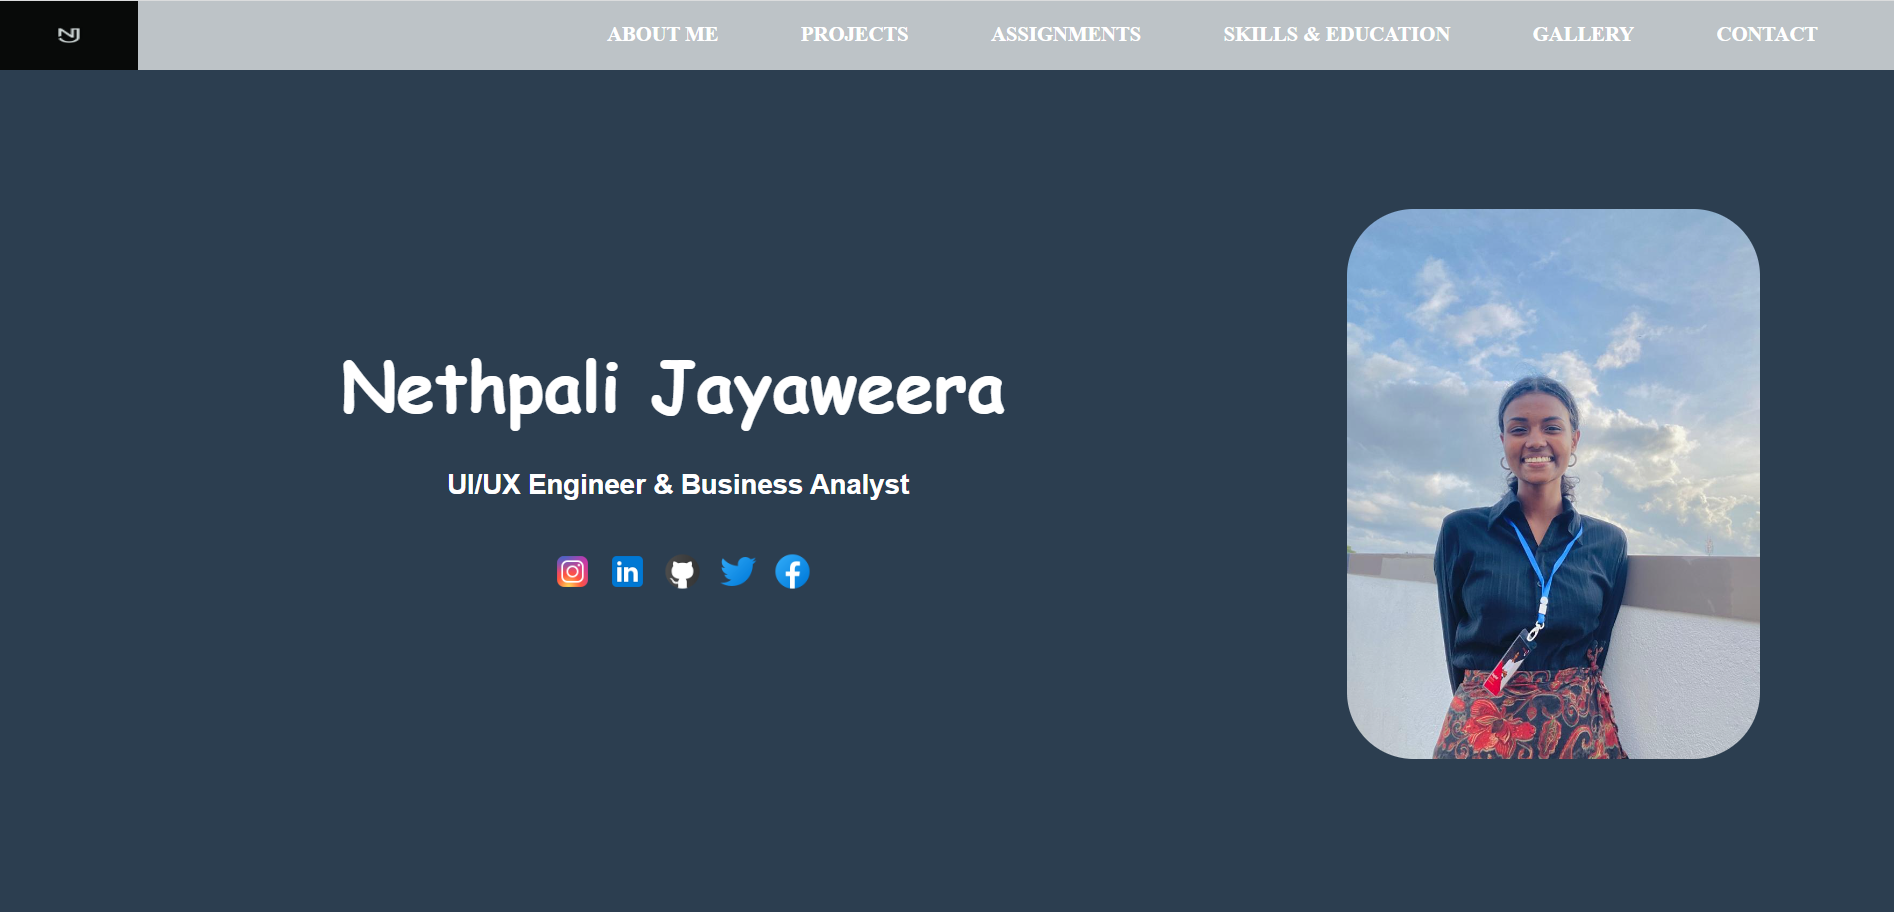 NJ
ABOUT ME PROJECTS ASSIGNMENTS SKILLS & EDUCATION GALLERY CONTACT
Nethpali Jayaweera
UI/UX Engineer & Business Analyst
in
f